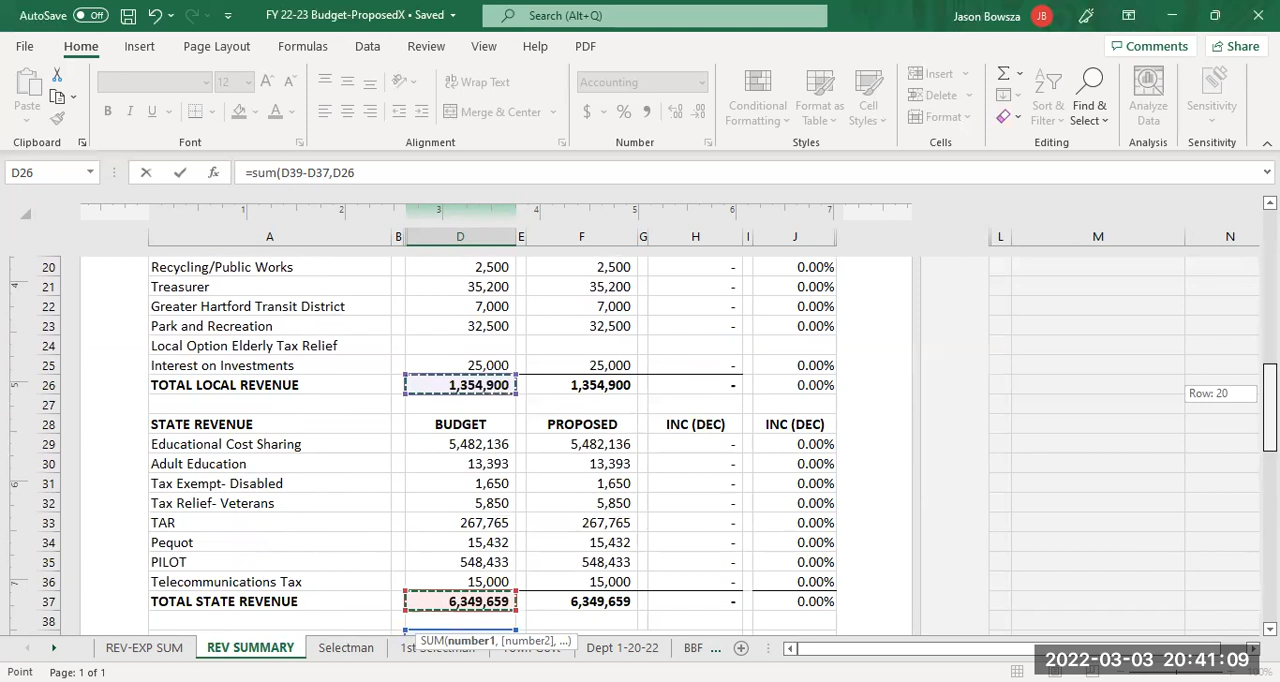 AutoSave Off FY 22-23 Budget-ProposedX • Saved Search (Alt+Q) Jason Bowsza JB
File Home Insert Page Layout Formulas Data Review View Help PDF Comments Share
Paste 12 A A Wrap Text Accounting Insert Σ
B I U A Merge & Center $ % Conditional Formatting Format as Table Cell Styles Delete Format Sort & Filter Find & Select Analyze Data Sensitivity
Clipboard Font Alignment Number Styles Cells Editing Analysis Sensitivity
D26 fx =sum(D39-D37,D26
1 2 3 4 5 6 7
A B D E F G H I J L M N
20 Recycling/Public Works 2,500 2,500 - 0.00%
21 Treasurer 35,200 35,200 - 0.00%
22 Greater Hartford Transit District 7,000 7,000 - 0.00%
23 Park and Recreation 32,500 32,500 - 0.00%
24 Local Option Elderly Tax Relief
25 Interest on Investments 25,000 25,000 - 0.00%
26 TOTAL LOCAL REVENUE 1,354,900 1,354,900 - 0.00%
Row: 20
27
28 STATE REVENUE BUDGET PROPOSED INC (DEC) INC (DEC)
29 Educational Cost Sharing 5,482,136 5,482,136 - 0.00%
30 Adult Education 13,393 13,393 - 0.00%
31 Tax Exempt- Disabled 1,650 1,650 - 0.00%
32 Tax Relief- Veterans 5,850 5,850 - 0.00%
33 TAR 267,765 267,765 - 0.00%
34 Pequot 15,432 15,432 - 0.00%
35 PILOT 548,433 548,433 - 0.00%
36 Telecommunications Tax 15,000 15,000 - 0.00%
37 TOTAL STATE REVENUE 6,349,659 6,349,659 - 0.00%
38
SUM(number1, [number2], ...)
REV-EXP SUM REV SUMMARY Selectman Dept 1-20-22 BBF ...
2022-03-03 20:41:09
Point Page: 1 of 1